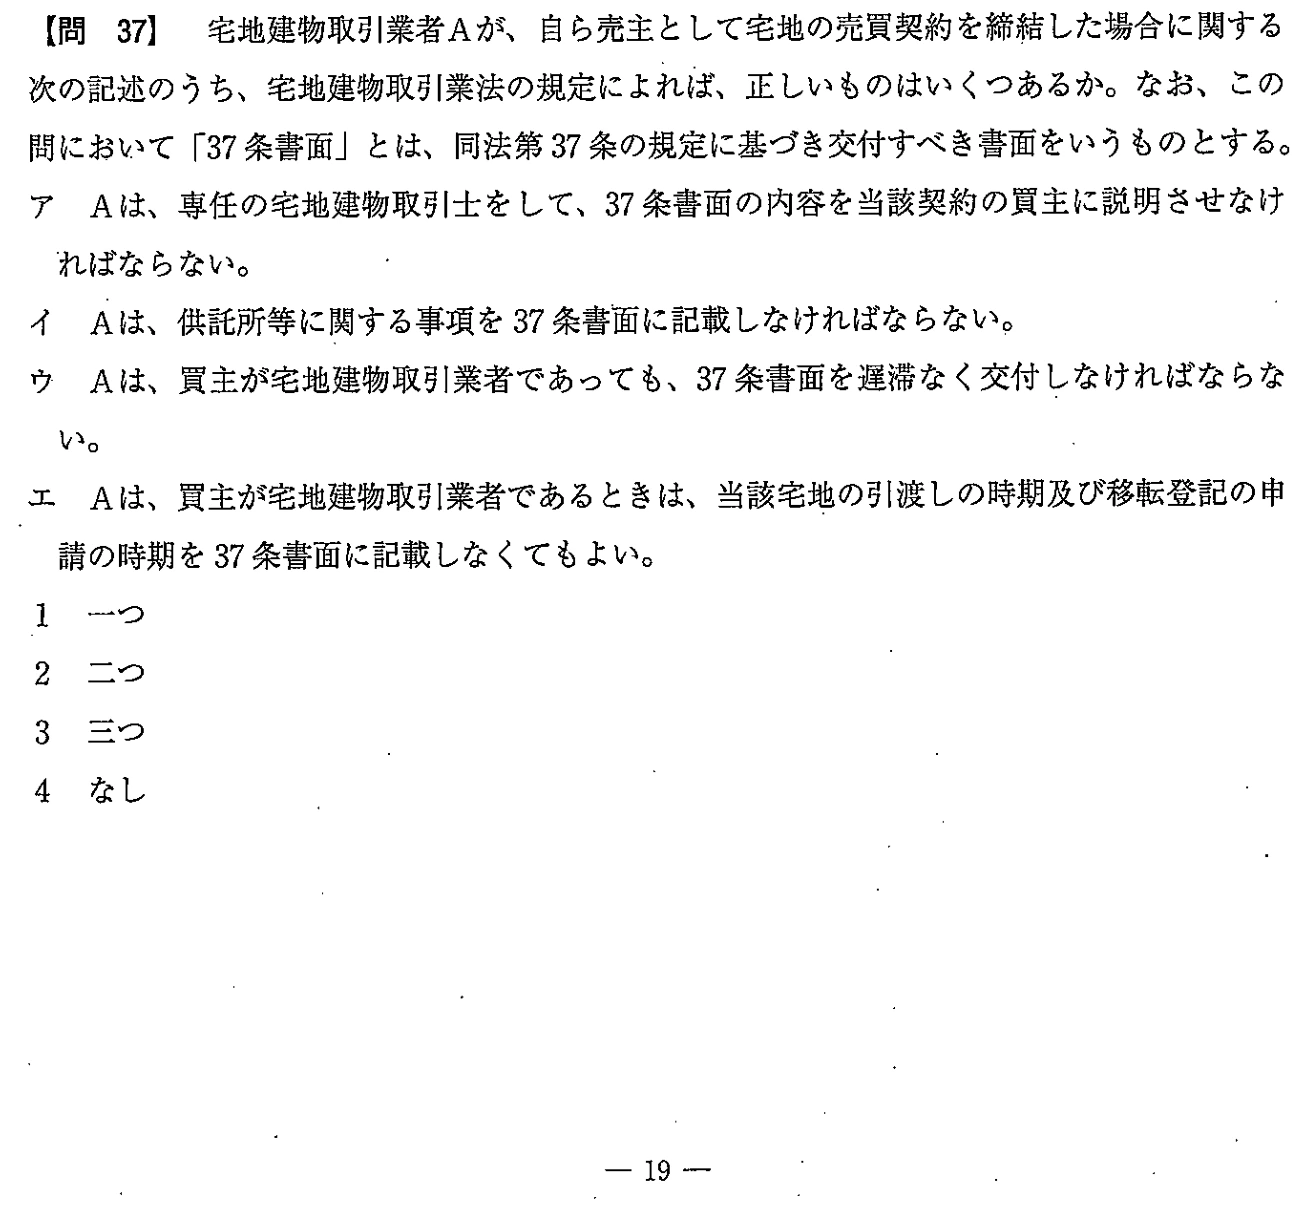 【問 37】 宅地建物取引業者Aが、自ら売主として宅地の売買契約を締結した場合に関する
次の記述のうち、宅地建物取引業法の規定によれば、正しいものはいくつあるか。なお、この
問において「37条書面」とは、同法第37条の規定に基づき交付すべき書面をいうものとする。
ア Aは、専任の宅地建物取引士をして、37条書面の内容を当該契約の買主に説明させなけ
ればならない。
イ Aは、供託所等に関する事項を37条書面に記載しなければならない。
ウ Aは、買主が宅地建物取引業者であっても、37条書面を遅滞なく交付しなければならな
い。
エ Aは、買主が宅地建物取引業者であるときは、当該宅地の引渡しの時期及び移転登記の申
請の時期を37条書面に記載しなくてもよい。
1 一つ
2 二つ
3 三つ
4 なし
― 19 ―